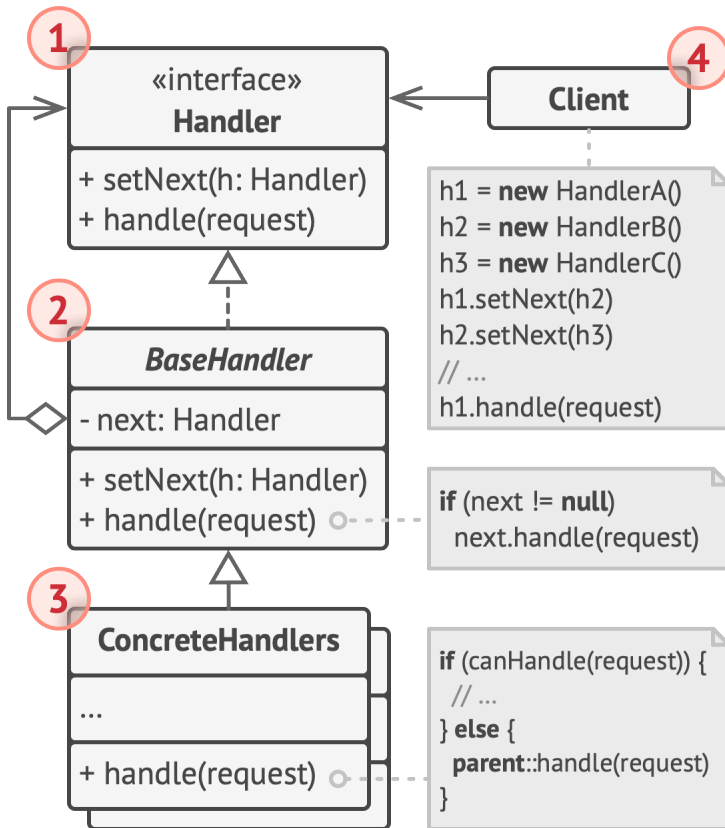 1
«interface»
Handler
+ setNext(h: Handler)
+ handle(request)
4
Client
h1 = new HandlerA()
h2 = new HandlerB()
h3 = new HandlerC()
h1.setNext(h2)
h2.setNext(h3)
// ...
h1.handle(request)
2
BaseHandler
- next: Handler
+ setNext(h: Handler)
+ handle(request)
if (next != null)
next.handle(request)
3
ConcreteHandlers
...
+ handle(request)
if (canHandle(request)) {
// ...
} else {
parent::handle(request)
}